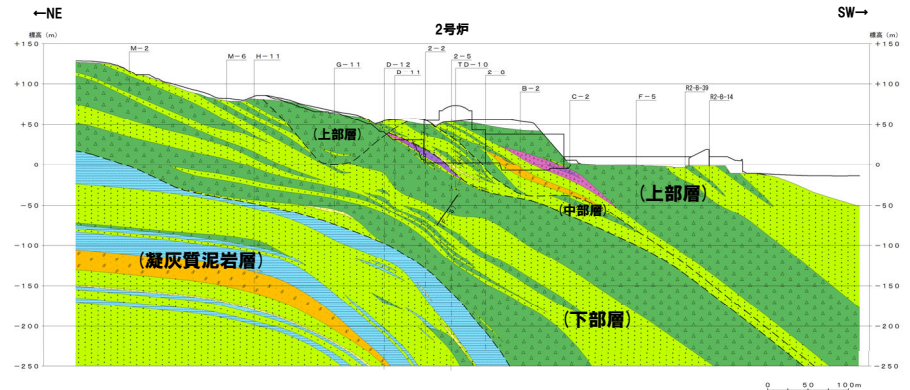 ←NE
SW→
2号炉
標高(m)
標高(m)
+150
+150
M-2
M-6
H-11
G-11
D-12
D-11
2-2
2-5
TD-10
B-2
C-2
F-5
R2-B-39
R2-B-14
+100
+100
+50
+50
(上部層)
0
0
(上部層)
-50
-50
(中部層)
-100
-100
(凝灰質泥岩層)
-150
-150
(下部層)
-200
-200
-250
-250
0 50 100m